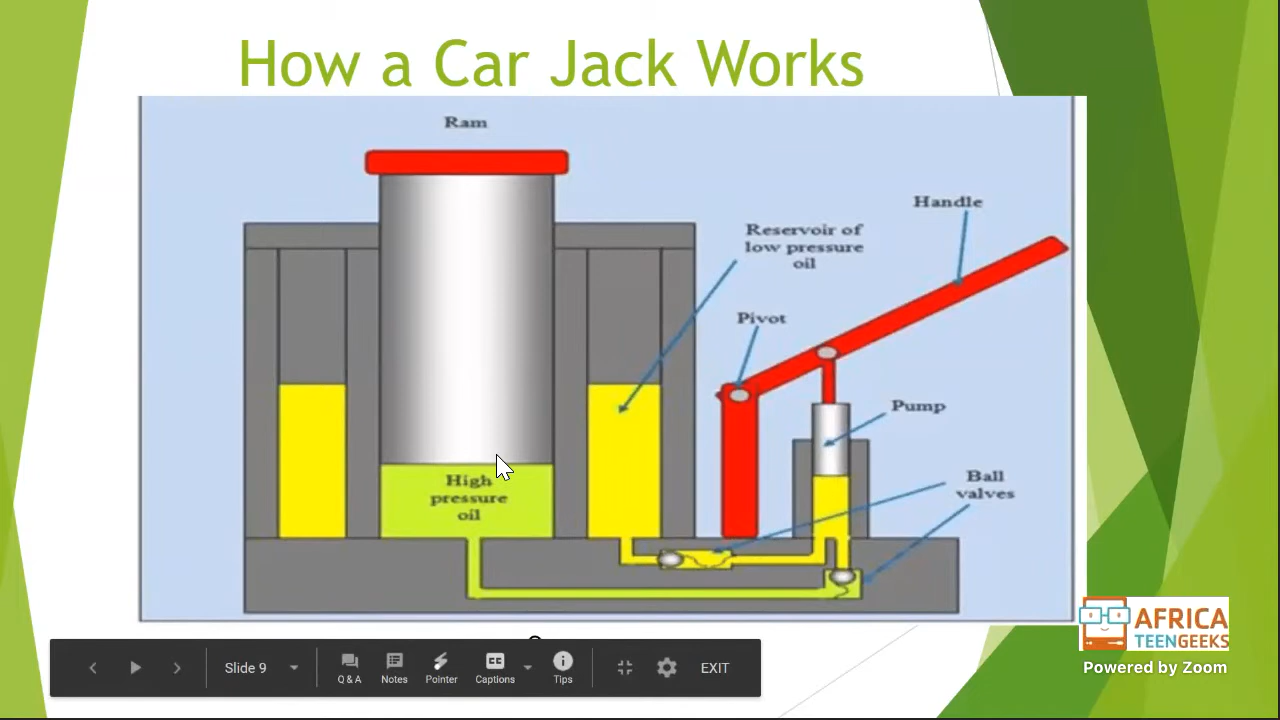 How a Car Jack Works
Ram
Handle
Reservoir of
low pressure
oil
Pivot
Pump
Ball
valves
High
pressure
oil
AFRICA
TEENGEEKS
Powered by Zoom
Slide 9
Q & A
Notes
Pointer
CC
Captions
Tips
EXIT